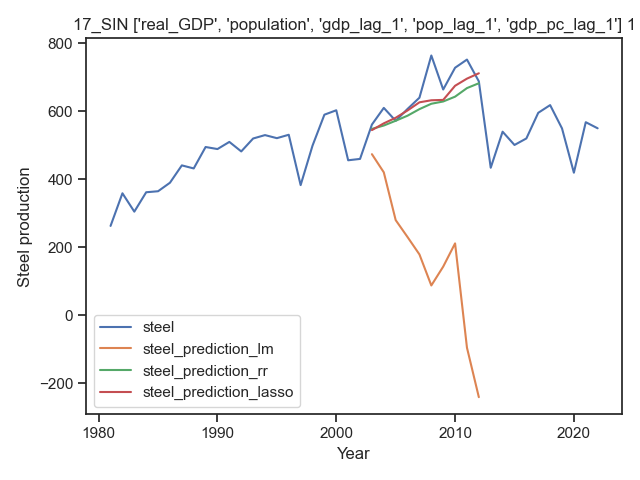 17_SIN ['real_GDP', 'population', 'gdp_lag_1', 'pop_lag_1', 'gdp_pc_lag_1'] 1
800
600
400
200
0
−200
Steel production
steel
steel_prediction_lm
steel_prediction_rr
steel_prediction_lasso
1980
1990
2000
2010
2020
Year